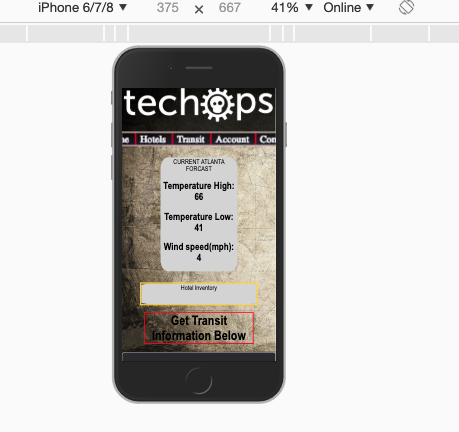 iPhone 6/7/8 ▼ 375 × 667 41% ▼ Online ▼
techops
e Hotels Transit Account Con
CURRENT ATLANTA
FORCAST
Temperature High:
66
Temperature Low:
41
Wind speed(mph):
4
Hotel Inventory
Get Transit
Information Below